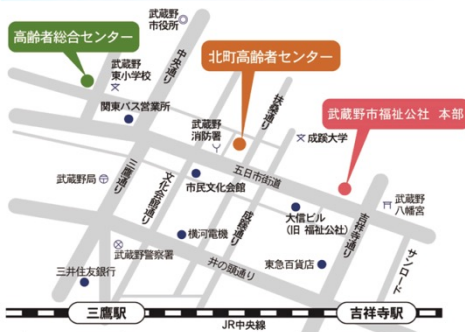 武蔵野
市役所
高齢者総合センター
中央通り
北町高齢者センター
武蔵野
東小学校
扶桑通り
関東バス営業所
武蔵野
消防署
成蹊大学
武蔵野市福祉公社 本部
五日市街道
武蔵野局
三鷹通り
文化会館通り
市民文化会館
武蔵野
八幡宮
大信ビル
(旧 福祉公社)
成蹊通り
吉祥寺通り
横河電機
武蔵野警察署
井の頭通り
東急百貨店
サンロード
三井住友銀行
三鷹駅
吉祥寺駅
JR中央線